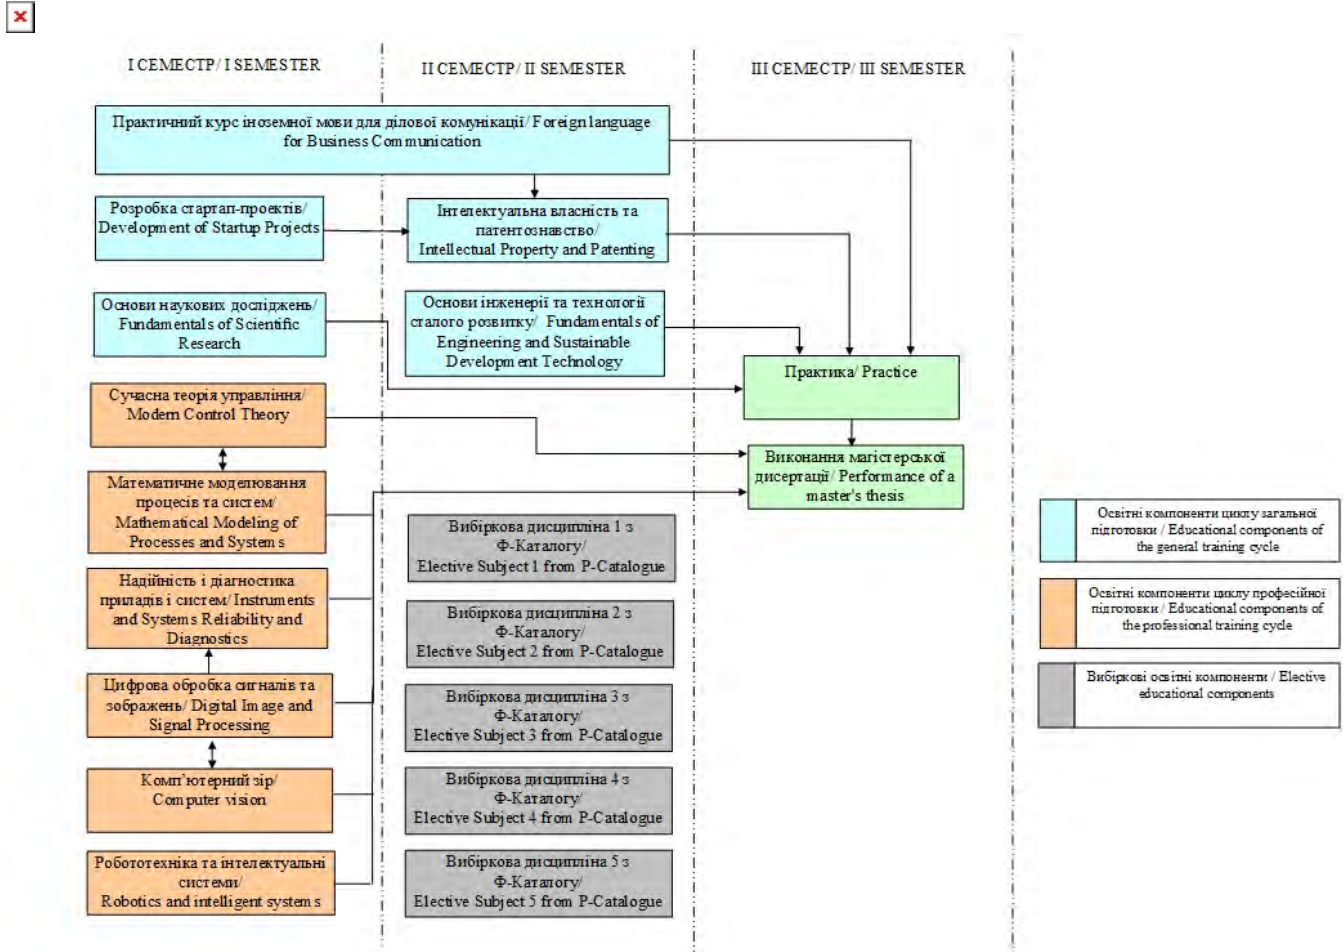 I СЕМЕСТР/ I SEMESTER
II СЕМЕСТР/ II SEMESTER
III СЕМЕСТР/ III SEMESTER
Практичний курс іноземної мови для ділової комунікації/ Foreign language
for Business Communication
Розробка стартап-проектів/
Development of Startup Projects
Інтелектуальна власність та
патентознавство/
Intellectual Property and Patenting
Основи наукових досліджень/
Fundamentals of Scientific
Research
Основи інженерії та технології
сталого розвитку/ Fundamentals of
Engineering and Sustainable
Development Technology
Практика/ Practice
Сучасна теорія управління/
Modern Control Theory
Виконання магістерської
дисертації/ Performance of a
master's thesis
Математичне моделювання
процесів та систем/
Mathematical Modeling of
Processes and Systems
Вибіркова дисципліна 1 з
Ф-Каталогу/
Elective Subject 1 from P-Catalogue
Надійність і діагностика
приладів і систем/ Instruments
and Systems Reliability and
Diagnostics
Вибіркова дисципліна 2 з
Ф-Каталогу/
Elective Subject 2 from P-Catalogue
Цифрова обробка сигналів та
зображень/ Digital Image and
Signal Processing
Вибіркова дисципліна 3 з
Ф-Каталогу/
Elective Subject 3 from P-Catalogue
Комп'ютерний зір/
Computer vision
Вибіркова дисципліна 4 з
Ф-Каталогу/
Elective Subject 4 from P-Catalogue
Робототехніка та інтелектуальні
системи/
Robotics and intelligent systems
Вибіркова дисципліна 5 з
Ф-Каталогу/
Elective Subject 5 from P-Catalogue
Освітні компоненти циклу загальної
підготовки / Educational components of
the general training cycle
Освітні компоненти циклу професійної
підготовки / Educational components of
the professional training cycle
Вибіркові освітні компоненти / Elective
educational components